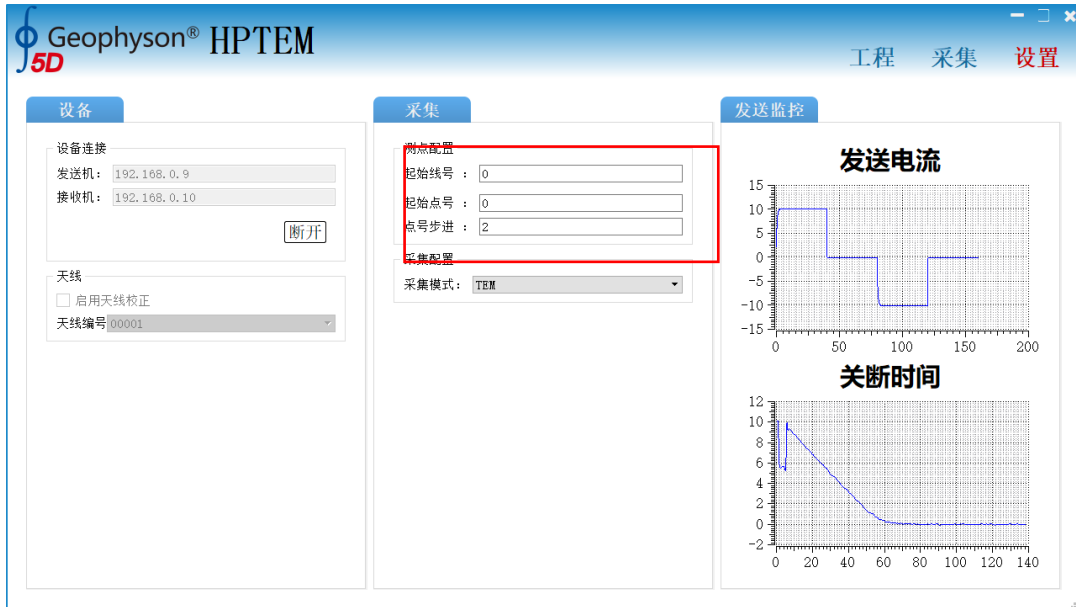 Geophyson® HPTEM
5D
工程 采集 设置
设备
设备连接
发送机： 192.168.0.9
接收机： 192.168.0.10
断开
天线
启用天线校正
天线编号 00001
采集
测点配置
起始线号 ： 0
起始点号 ： 0
点号步进 ： 2
采集配置
采集模式： TEM
发送监控
发送电流
15
10
5
0
-5
-10
-15
0 50 100 150 200
关断时间
12
10
8
6
4
2
0
-2
0 20 40 60 80 100 120 140